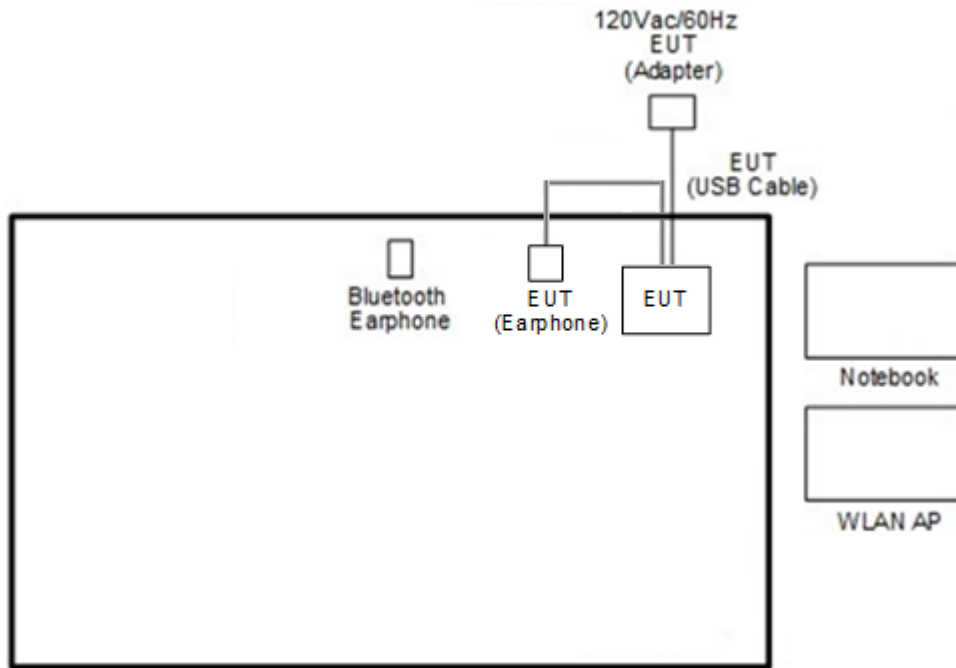 120Vac/60Hz
EUT
(Adapter)
EUT
(USB Cable)
Bluetooth
Earphone
EUT
(Earphone)
EUT
Notebook
WLAN AP